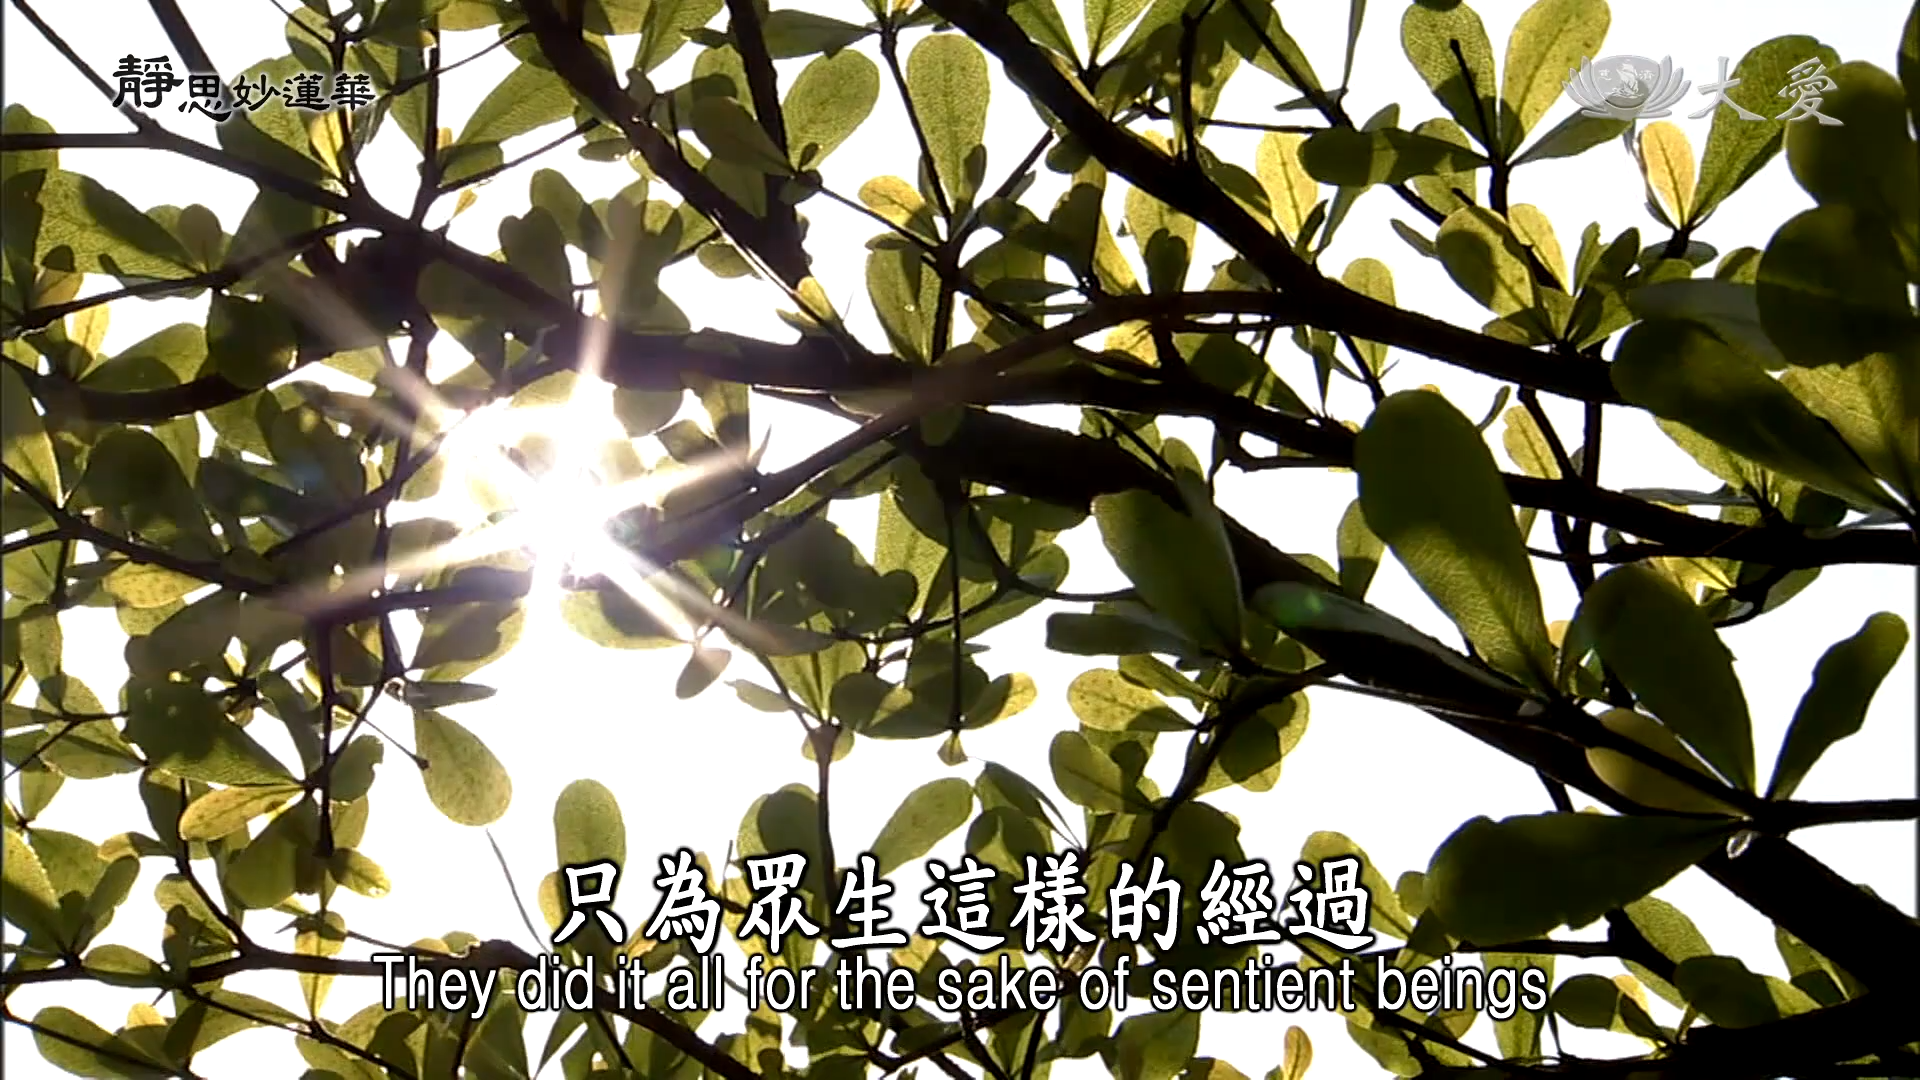 靜思妙蓮華
大愛
只為眾生這樣的經過
They did it all for the sake of sentient beings